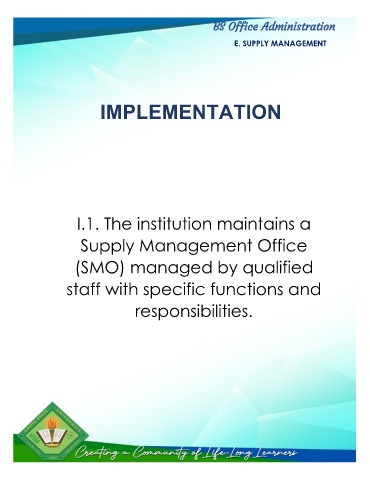 BS Office Administration
E. SUPPLY MANAGEMENT
IMPLEMENTATION
I.1. The institution maintains a
Supply Management Office
(SMO) managed by qualified
staff with specific functions and
responsibilities.
Creating a Community of Life-Long Learners